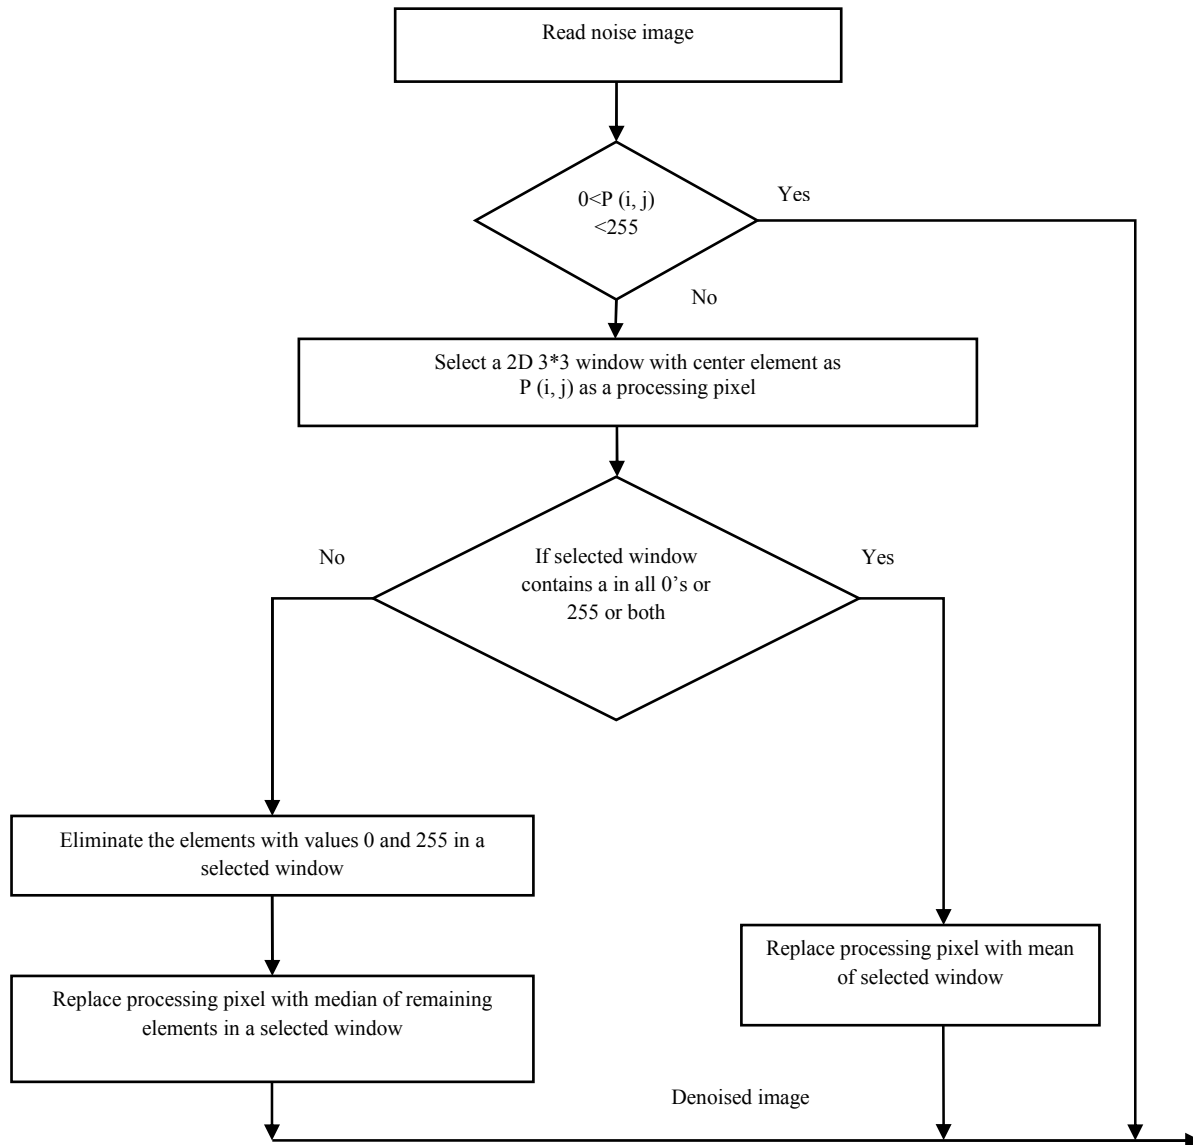 Read noise image
0<P (i, j)
<255
Yes
No
Select a 2D 3*3 window with center element as
P (i, j) as a processing pixel
No
If selected window
contains a in all 0’s or
255 or both
Yes
Eliminate the elements with values 0 and 255 in a
selected window
Replace processing pixel with mean
of selected window
Replace processing pixel with median of remaining
elements in a selected window
Denoised image